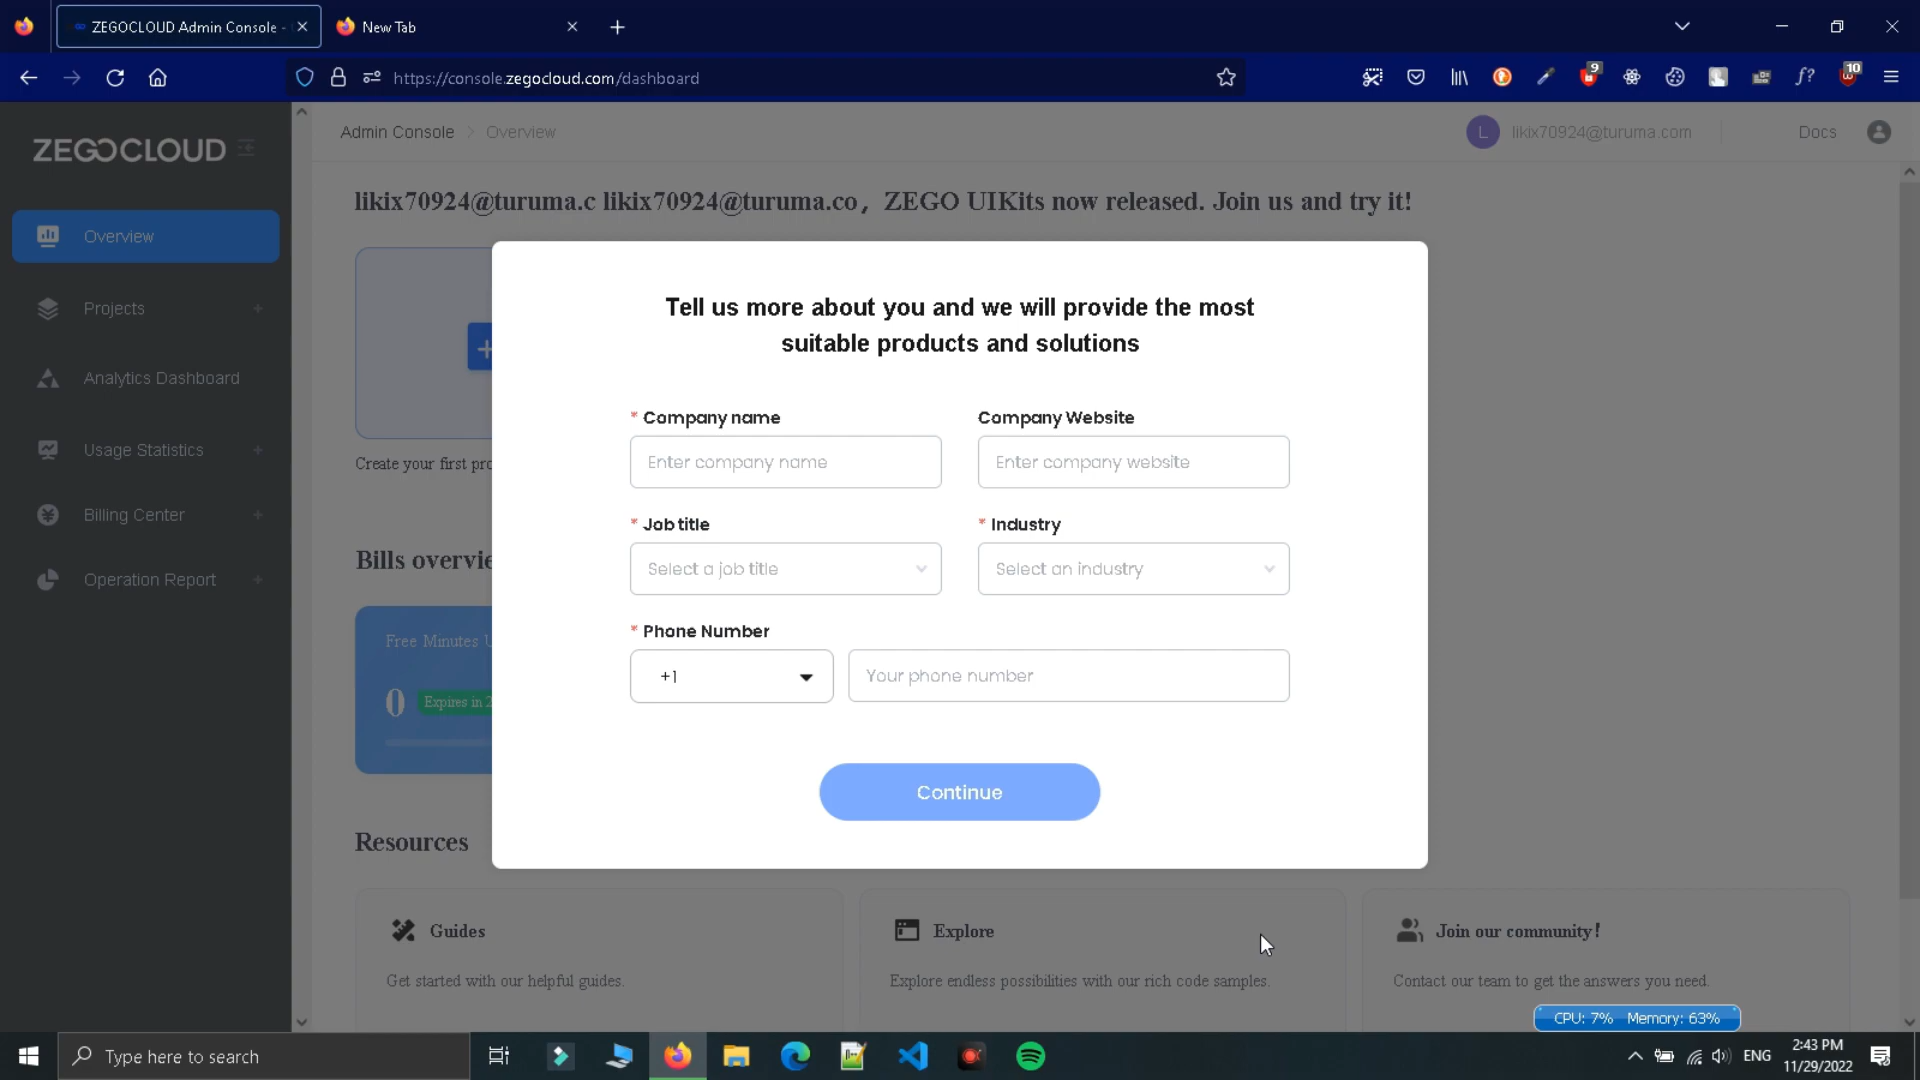 ZEGOCLOUD Admin Console -
New Tab
https://console.zegocloud.com/dashboard
9
10
ZEGOCLOUD
Admin Console > Overview
L likix70924@turuma.com
Docs
Overview
Projects +
Analytics Dashboard
Usage Statistics +
Billing Center +
Operation Report +
likix70924@turuma.c likix70924@turuma.co, ZEGO UIKits now released. Join us and try it!
Create your first pro
Bills overvie
Free Minutes U
0 Expires in 2
Tell us more about you and we will provide the most
suitable products and solutions
* Company name
Company Website
Enter company name
Enter company website
* Job title
* Industry
Select a job title
Select an industry
* Phone Number
+1
Your phone number
Continue
Resources
Guides
Get started with our helpful guides.
Explore
Explore endless possibilities with our rich code samples.
Join our community!
Contact our team to get the answers you need.
CPU: 7% Memory: 63%
Type here to search
ENG
2:43 PM
11/29/2022